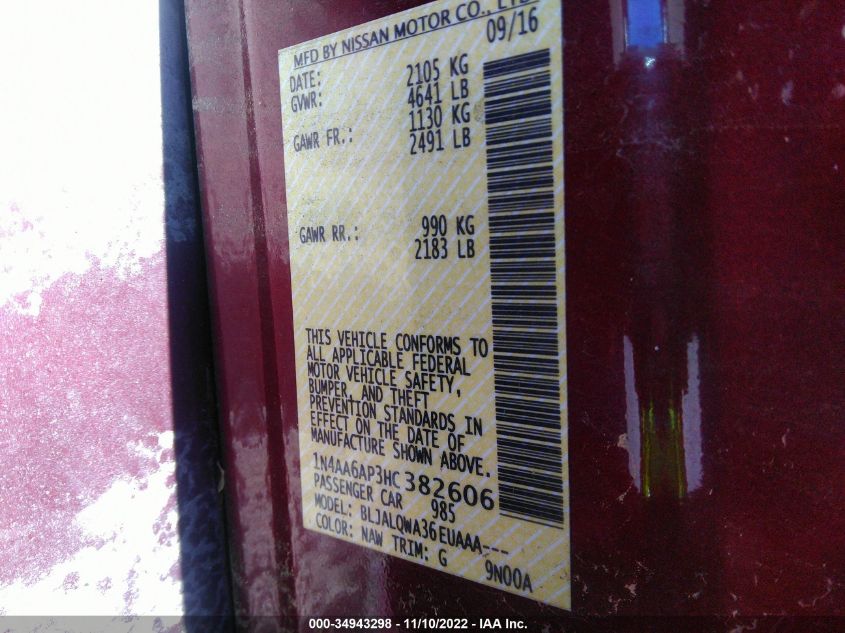 MFD BY NISSAN MOTOR CO., LTD
DATE: 09/16
GVWR: 2105 KG
4641 LB
GAWR FR.: 1130 KG
2491 LB
GAWR RR.: 990 KG
2183 LB
THIS VEHICLE CONFORMS TO
ALL APPLICABLE FEDERAL
MOTOR VEHICLE SAFETY,
BUMPER, AND THEFT
PREVENTION STANDARDS IN
EFFECT ON THE DATE OF
MANUFACTURE SHOWN ABOVE.
1N4AA6AP3HC382606
PASSENGER CAR 985
MODEL: BLJALQWA36EUAAA---
COLOR: NAW TRIM: G 9N00A
000-34943298 - 11/10/2022 - IAA Inc.